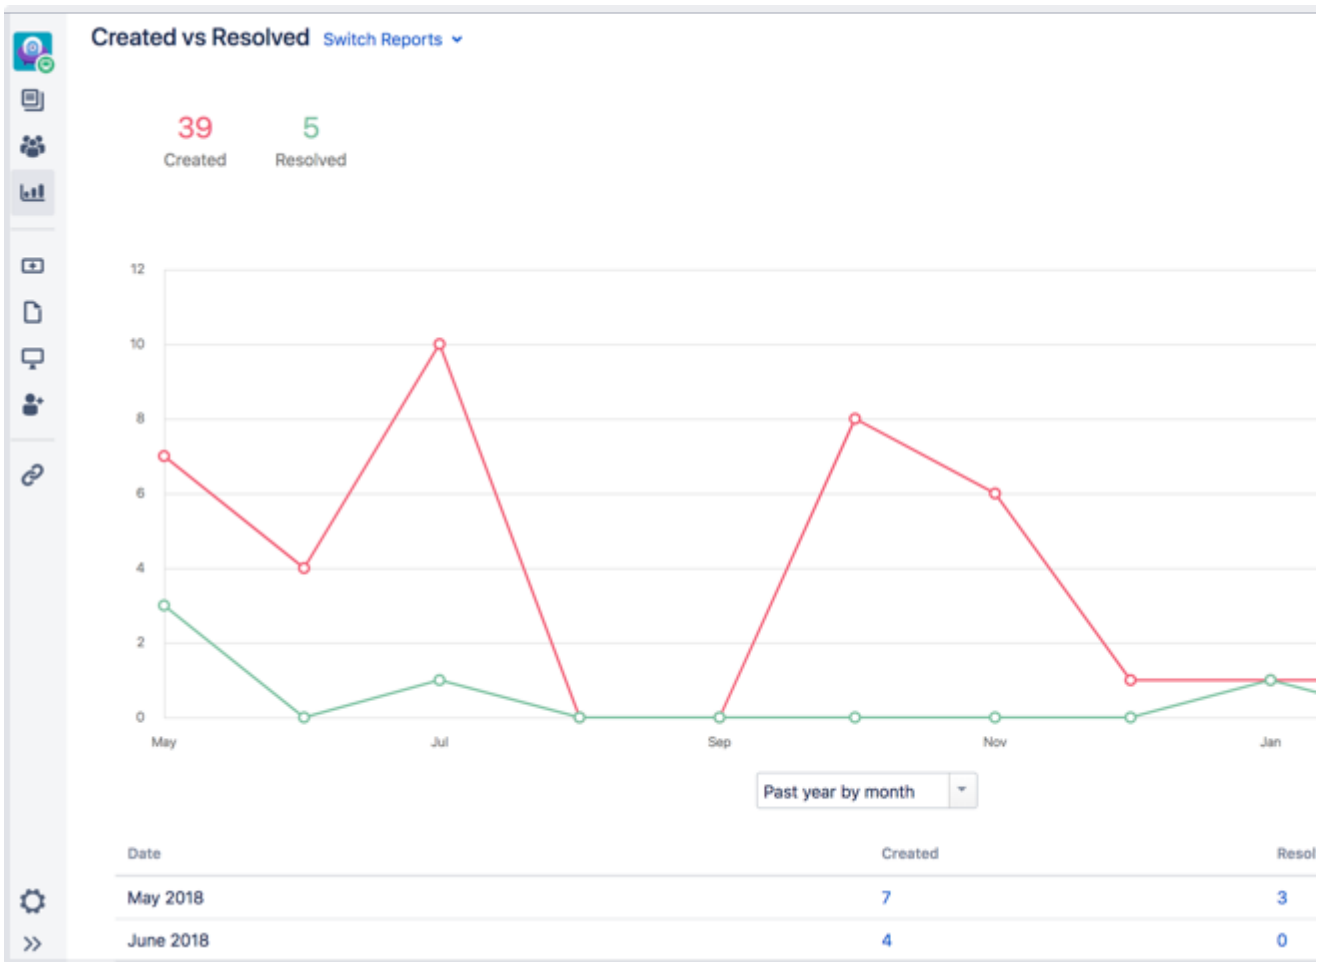 Created vs Resolved Switch Reports
39 5
Created Resolved
12
10
8
6
4
2
0
May Jul Sep Nov Jan
Past year by month
Date Created Resol
May 2018 7 3
June 2018 4 0